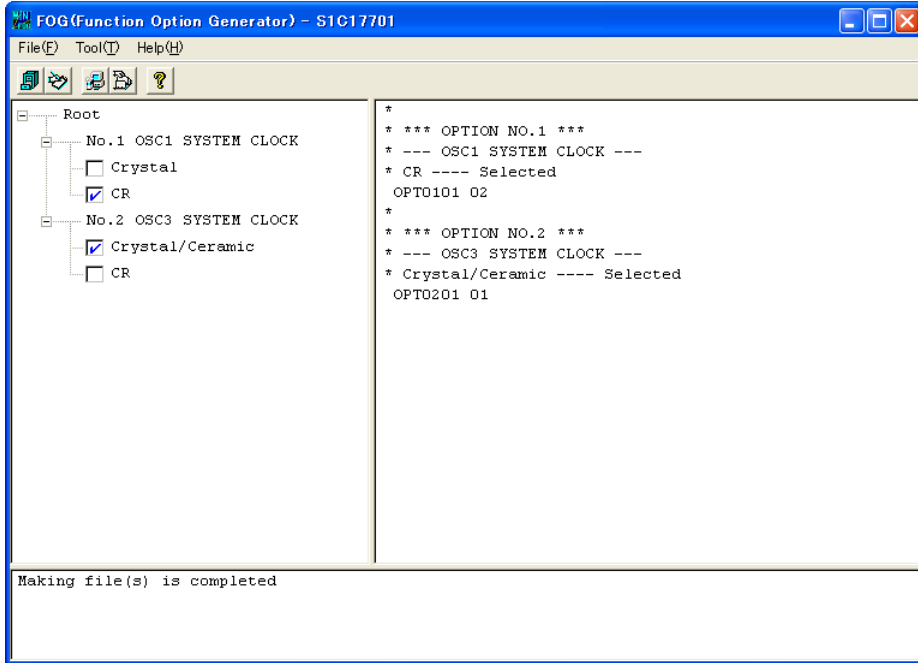 FOG(Function Option Generator) - S1C17701
File(F) Tool(T) Help(H)
Root
No.1 OSC1 SYSTEM CLOCK
Crystal
CR
No.2 OSC3 SYSTEM CLOCK
Crystal/Ceramic
CR
*
* *** OPTION NO.1 ***
* --- OSC1 SYSTEM CLOCK ---
* CR ---- Selected
OPT0101 02
*
* *** OPTION NO.2 ***
* --- OSC3 SYSTEM CLOCK ---
* Crystal/Ceramic ---- Selected
OPT0201 01
Making file(s) is completed